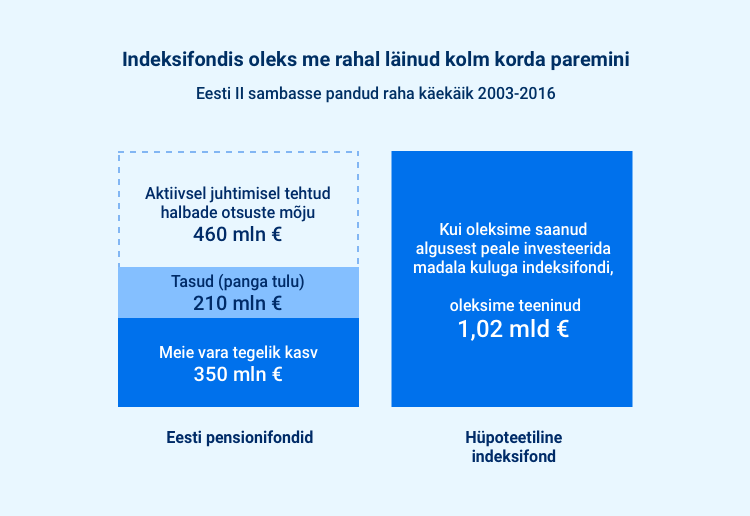 Indeksifondis oleks me rahal läinud kolm korda paremini
Eesti II sambasse pandud raha käekäik 2003-2016
Aktiivsel juhtimisel tehtud
halbade otsuste mõju
460 mln €
Tasud (panga tulu)
210 mln €
Meie vara tegelik kasv
350 mln €
Eesti pensionifondid
Kui oleksime saanud
algusest peale investeerida
madala kuluga indeksifondi,
oleksime teeninud
1,02 mld €
Hüpoteetiline
indeksifond